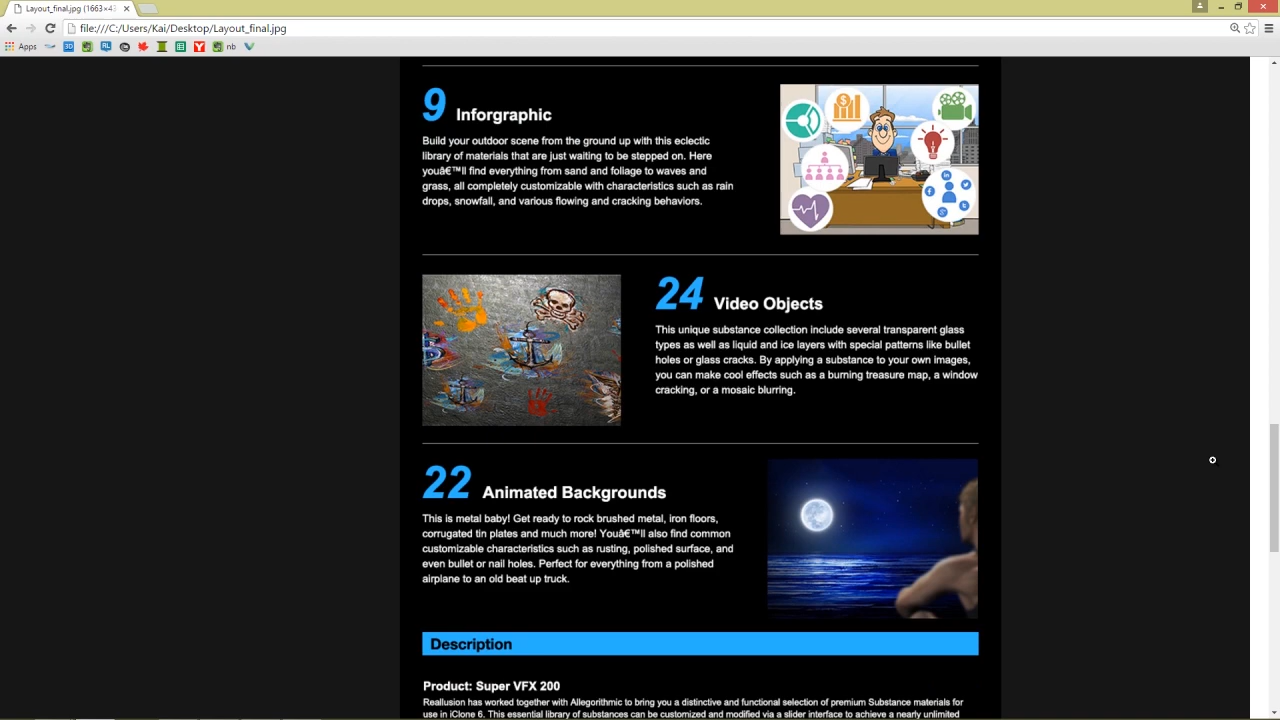 Layout_final.jpg (1663×43
file:///C:/Users/Kai/Desktop/Layout_final.jpg
Apps
3D
RL
Y
nb
9 Inforgraphic
Build your outdoor scene from the ground up with this eclectic
library of materials that are just waiting to be stepped on. Here
youâ€™ll find everything from sand and foliage to waves and
grass, all completely customizable with characteristics such as rain
drops, snowfall, and various flowing and cracking behaviors.
24 Video Objects
This unique substance collection include several transparent glass
types as well as liquid and ice layers with special patterns like bullet
holes or glass cracks. By applying a substance to your own images,
you can make cool effects such as a burning treasure map, a window
cracking, or a mosaic blurring.
22 Animated Backgrounds
This is metal baby! Get ready to rock brushed metal, iron floors,
corrugated tin plates and much more! Youâ€™ll also find common
customizable characteristics such as rusting, polished surface, and
even bullet or nail holes. Perfect for everything from a polished
airplane to an old beat up truck.
Description
Product: Super VFX 200
Reallusion has worked together with Allegorithmic to bring you a distinctive and functional selection of premium Substance materials for
use in iClone 6. This essential library of substances can be customized and modified via a slider interface to achieve a nearly unlimited